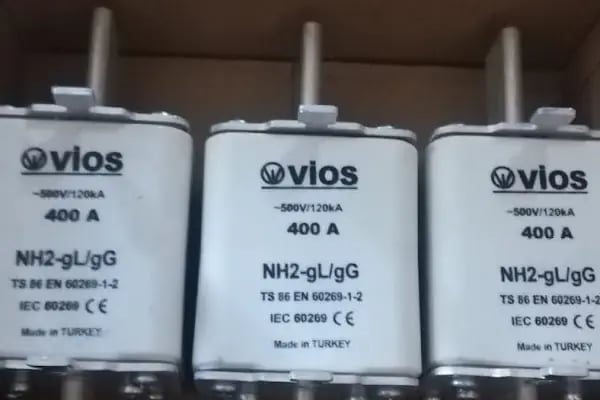 vios
~500V/120kA
400 A
NH2-gL/gG
TS 86 EN 60269-1-2
IEC 60269 CE
Made in TURKEY
vios
~500V/120kA
400 A
NH2-gL/gG
TS 86 EN 60269-1-2
IEC 60269 CE
Made in TURKEY
vios
~500V/120kA
400 A
NH2-gL/gG
TS 86 EN 60269-1-2
IEC 60269 CE
Made in TURKEY